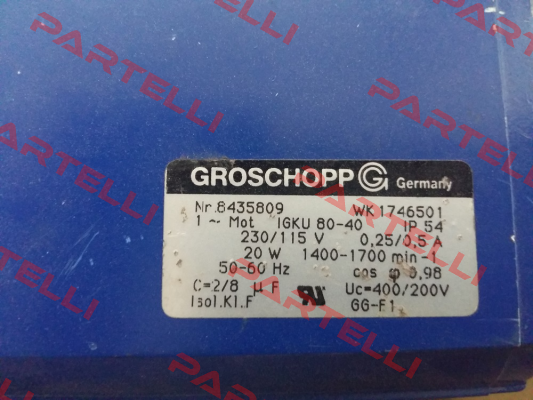 GROSCHOPP G Germany
Nr.8435809 WK1746501
1 ~ Mot IGKU 80-40 IP 54
230/115 V 0,25/0,5 A
20 W 1400-1700 min -1
50-60 Hz cos φ 0,98
C=2/8 µF Uc=400/200V
Isol.Kl.F GG-F1
PARTELLI
PARTELLI
PARTELLI
PARTELLI
PARTELLI
PARTELLI
PARTELLI
PARTELLI